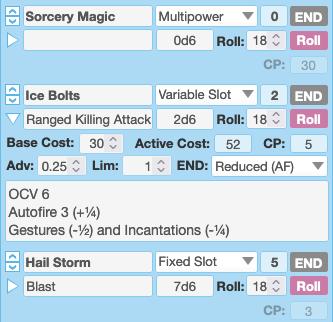 Sorcery Magic Multipower 0 END
0d6 Roll: 18 Roll
CP: 30
Ice Bolts Variable Slot 2 END
Ranged Killing Attack 2d6 Roll: 18 Roll
Base Cost: 30 Active Cost: 52 CP: 5
Adv: 0.25 Lim: 1 END: Reduced (AF)
OCV 6
Autofire 3 (+¼)
Gestures (-½) and Incantations (-¼)
Hail Storm Fixed Slot 5 END
Blast 7d6 Roll: 18 Roll
CP: 3